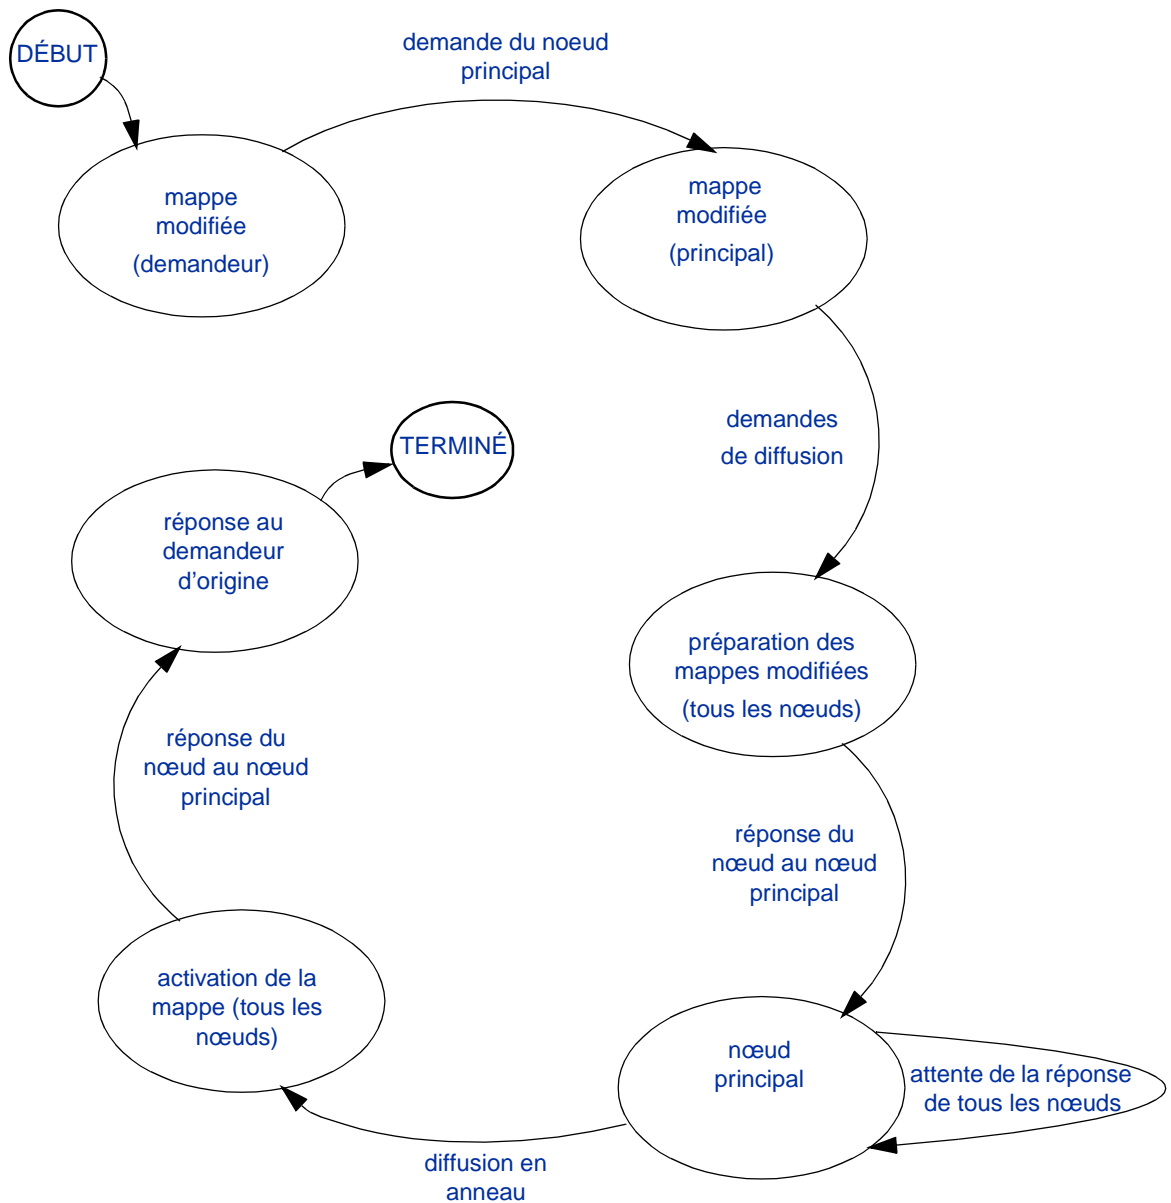 DÉBUT
demande du noeud
principal
mappe
modifiée
(demandeur)
mappe
modifiée
(principal)
demandes
de diffusion
TERMINÉ
réponse au
demandeur
d'origine
préparation des
mappes modifiées
(tous les nœuds)
réponse du
nœud au nœud
principal
réponse du
nœud au nœud
principal
activation de la
mappe (tous les
nœuds)
nœud
principal
attente de la réponse
de tous les nœuds
diffusion en
anneau